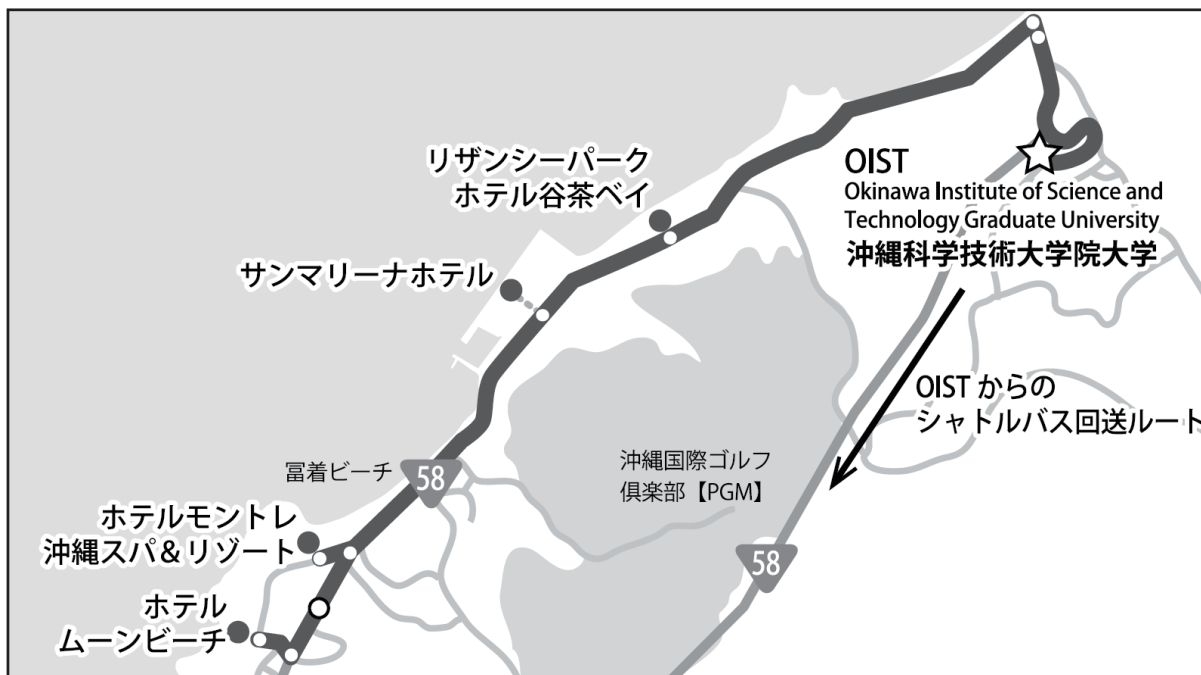 リザンシーパーク
ホテル谷茶ベイ
サンマリーナホテル
OIST
Okinawa Institute of Science and
Technology Graduate University
沖縄科学技術大学院大学
OIST からの
シャトルバス回送ルート
冨着ビーチ
58
沖縄国際ゴルフ
倶楽部【PGM】
58
ホテルモントレ
沖縄スパ＆リゾート
ホテル
ムーンビーチ